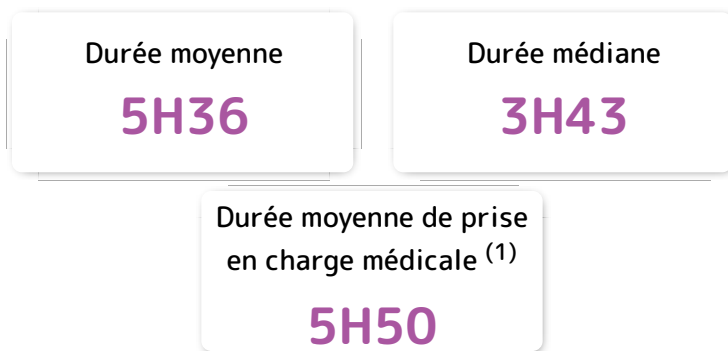 Durée moyenne
5H36
Durée médiane
3H43
Durée moyenne de prise
en charge médicale (1)
5H50